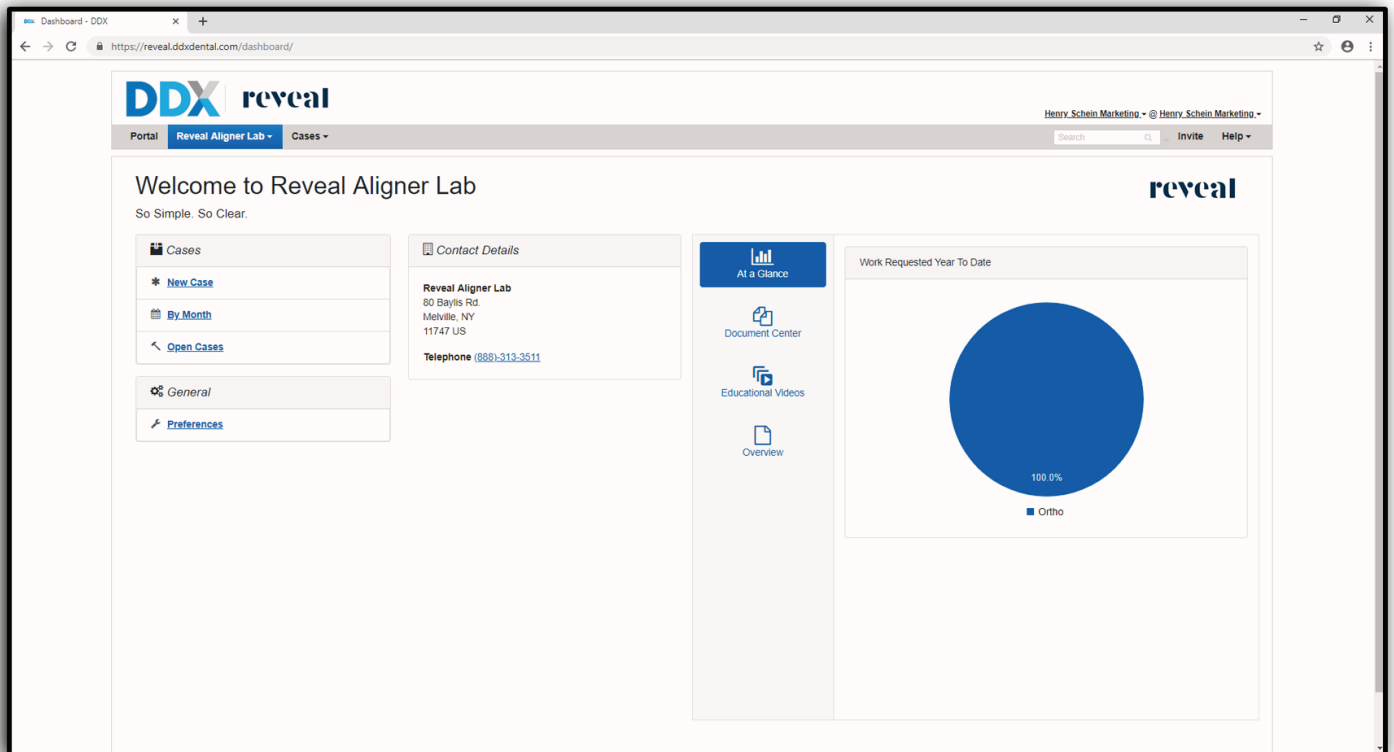 DDX Dashboard - DDX
https://reveal.ddxdental.com/dashboard/
DDX reveal
Henry Schein Marketing @ Henry Schein Marketing
Portal Reveal Aligner Lab Cases Search Invite Help
Welcome to Reveal Aligner Lab
reveal
So Simple. So Clear.
Cases
New Case
By Month
Open Cases
General
Preferences
Contact Details
Reveal Aligner Lab
80 Baylis Rd.
Melville, NY
11747 US
Telephone (888)-313-3511
At a Glance
Document Center
Educational Videos
Overview
Work Requested Year To Date
100.0%
Ortho